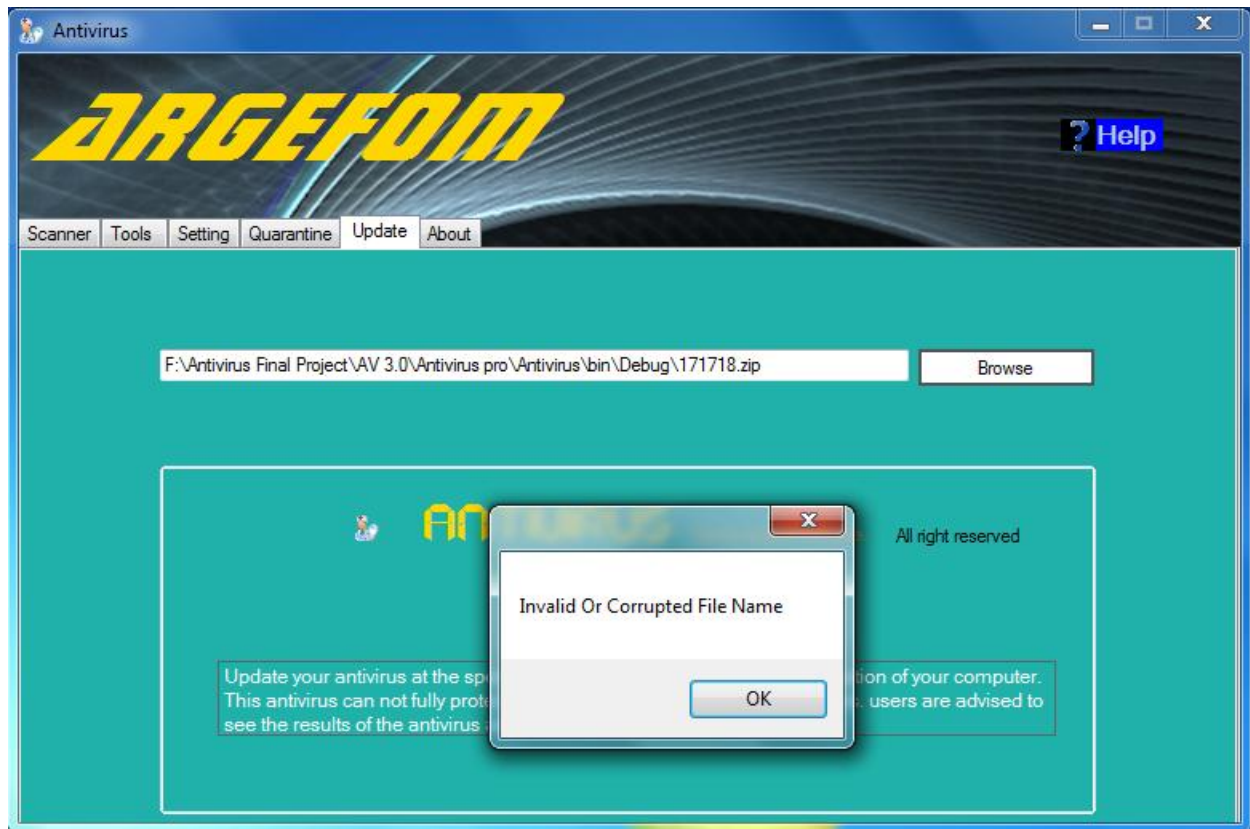 Antivirus
ARGEFOM
? Help
Scanner Tools Setting Quarantine Update About
F:\Antivirus Final Project\AV 3.0\Antivirus pro\Antivirus\bin\Debug\171718.zip Browse
All right reserved
Invalid Or Corrupted File Name
OK
Update your antivirus at the tion of your computer.
This antivirus can not fully users are advised to
see the results of the antivirus